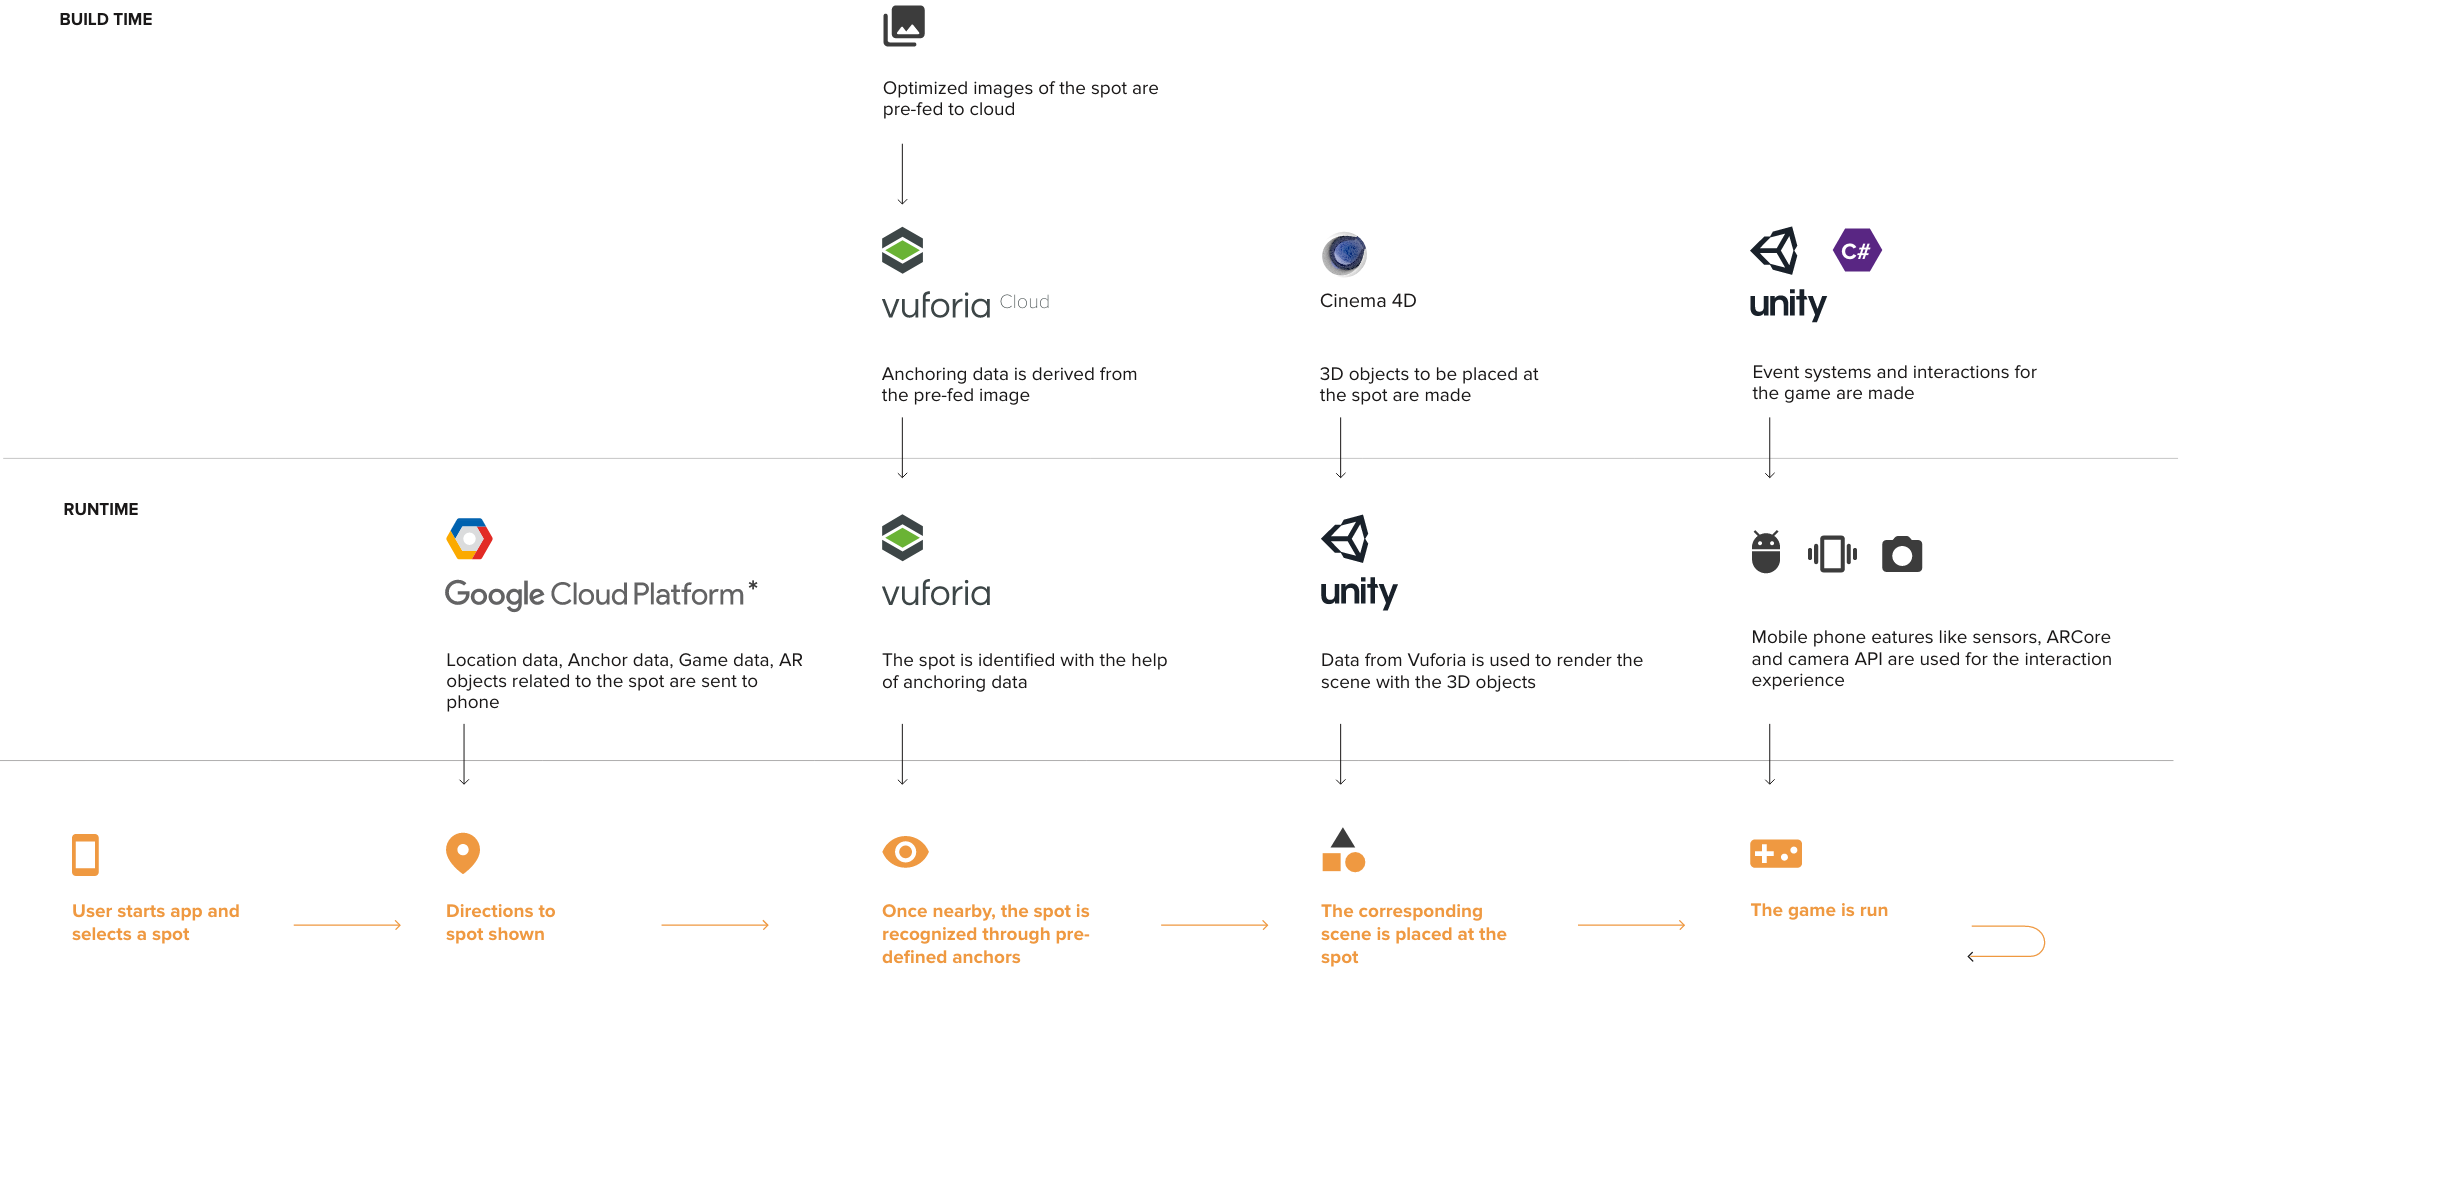 BUILD TIME
Optimized images of the spot are
pre-fed to cloud
vuforia Cloud
Anchoring data is derived from
the pre-fed image
Cinema 4D
3D objects to be placed at
the spot are made
C#
unity
Event systems and interactions for
the game are made
RUNTIME
Google Cloud Platform*
Location data, Anchor data, Game data, AR
objects related to the spot are sent to
phone
vuforia
The spot is identified with the help
of anchoring data
unity
Data from Vuforia is used to render the
scene with the 3D objects
Mobile phone eatures like sensors, ARCore
and camera API are used for the interaction
experience
User starts app and
selects a spot
Directions to
spot shown
Once nearby, the spot is
recognized through pre-
defined anchors
The corresponding
scene is placed at the
spot
The game is run